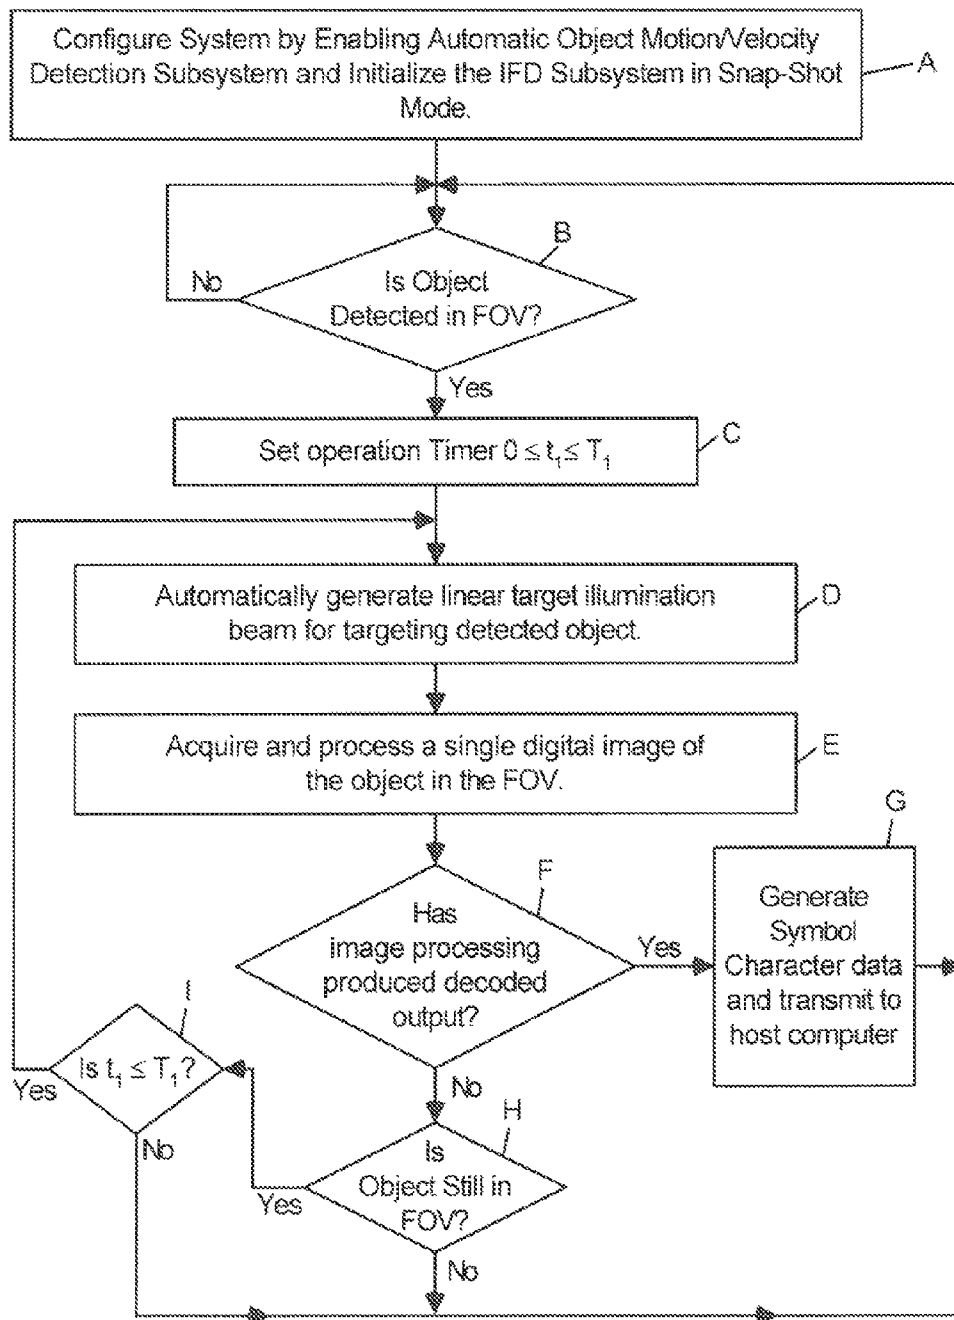 Configure System by Enabling Automatic Object Motion/Velocity
Detection Subsystem and Initialize the IFD Subsystem in Snap-Shot
Mode.
A
B
No
Is Object
Detected in FOV?
Yes
Set operation Timer 0 ≤ t₁ ≤ T₁
C
Automatically generate linear target illumination
beam for targeting detected object.
D
Acquire and process a single digital image of
the object in the FOV.
E
F
Has
image processing
produced decoded
output?
Yes
G
Generate
Symbol
Character data
and transmit to
host computer
I
Is t₁ ≤ T₁?
Yes
No
No
H
Is
Object Still in
FOV?
Yes
No